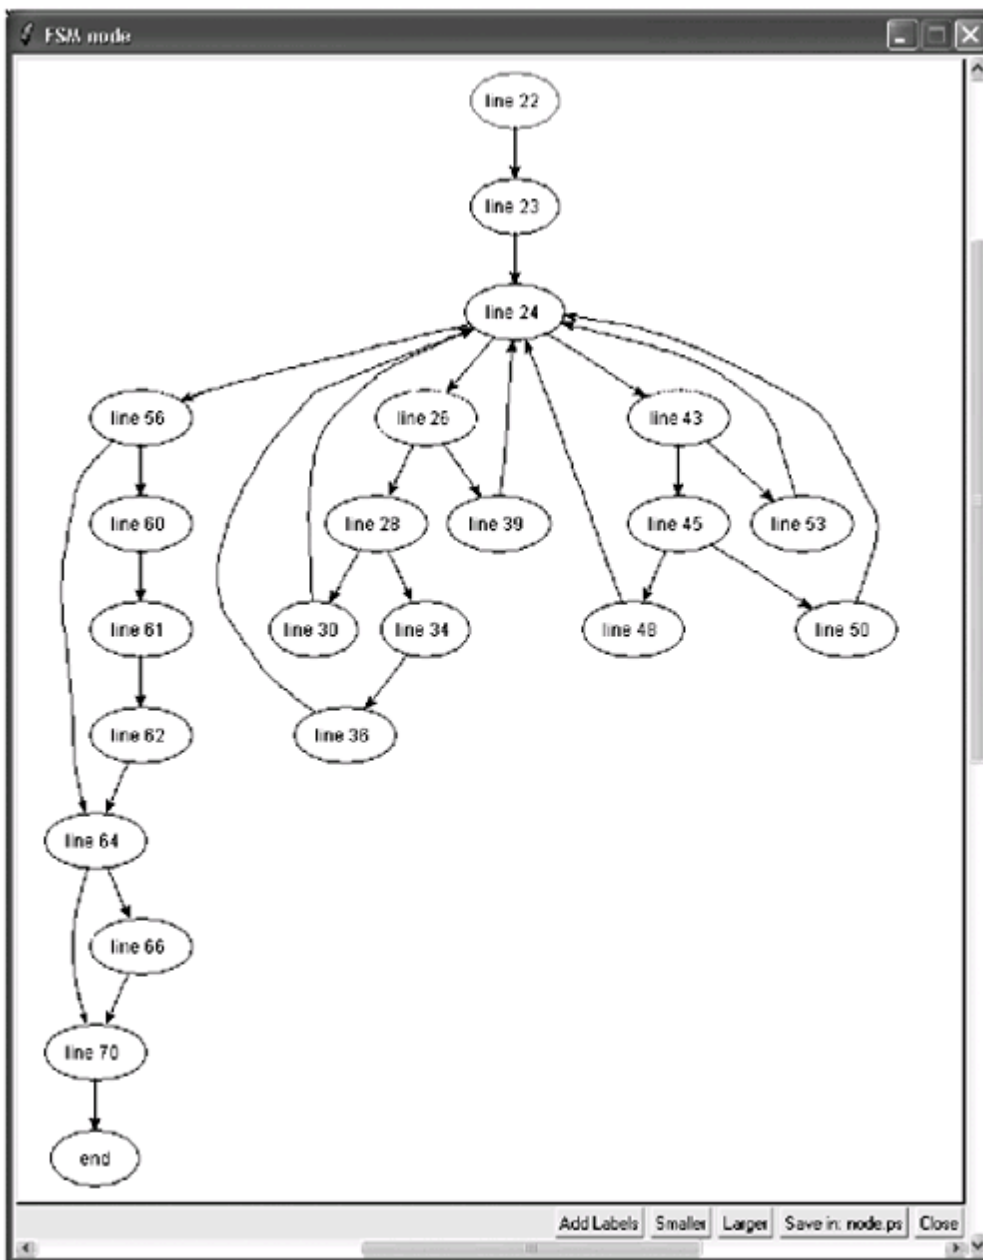 FSM node
line 22
line 23
line 24
line 56
line 26
line 43
line 60
line 28
line 39
line 45
line 53
line 61
line 30
line 34
line 48
line 50
line 62
line 36
line 64
line 66
line 70
end
Add Labels Smaller Larger Save in: node.ps Close